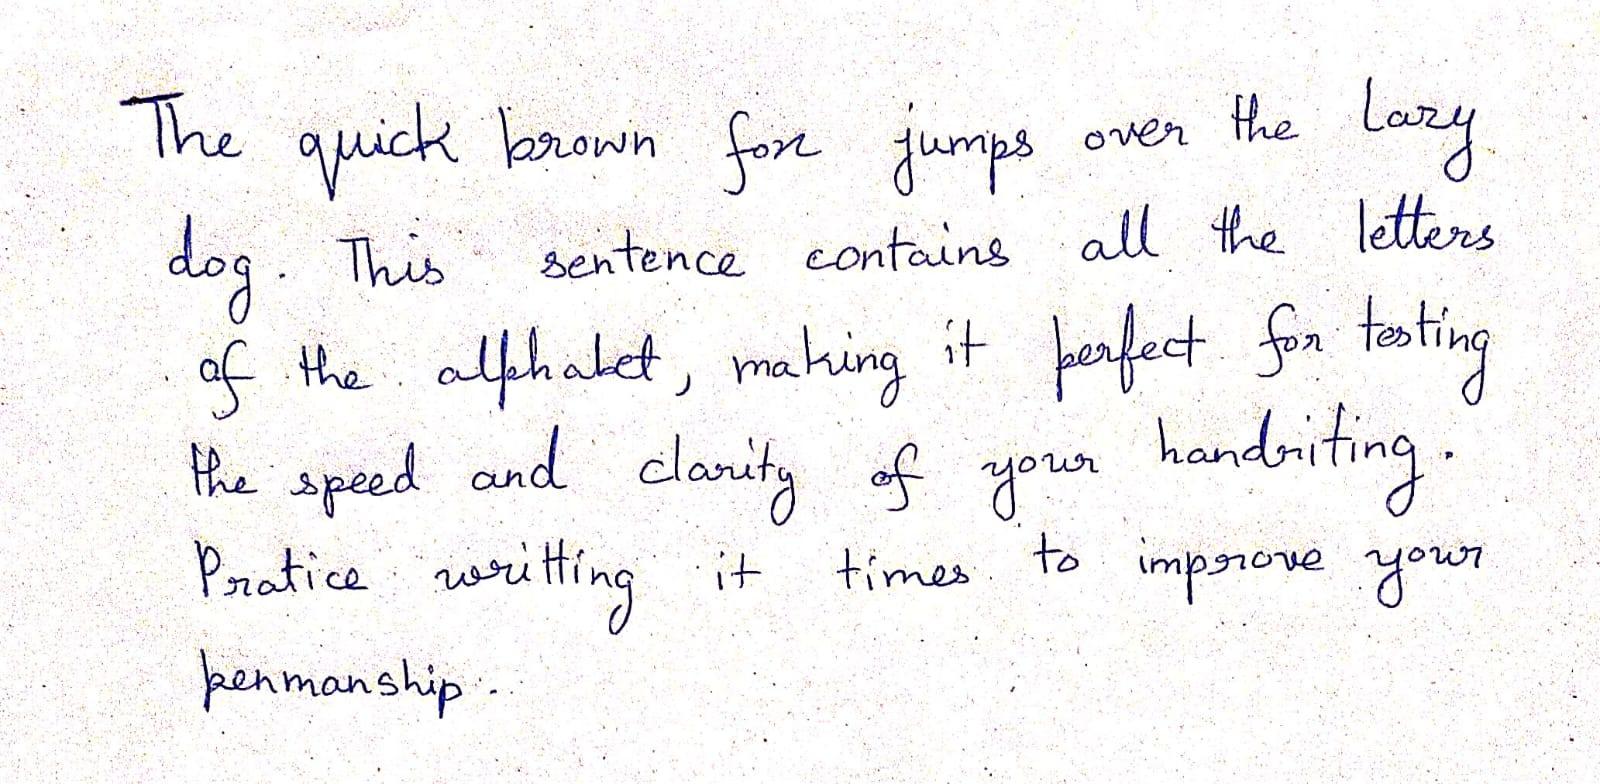 The quick brown fox jumps over the lazy
dog. This sentence contains all the letters
of the alphabet, making it perfect for testing
the speed and clarity of your handriting.
Pratice writting it times to improve your
penmanship.